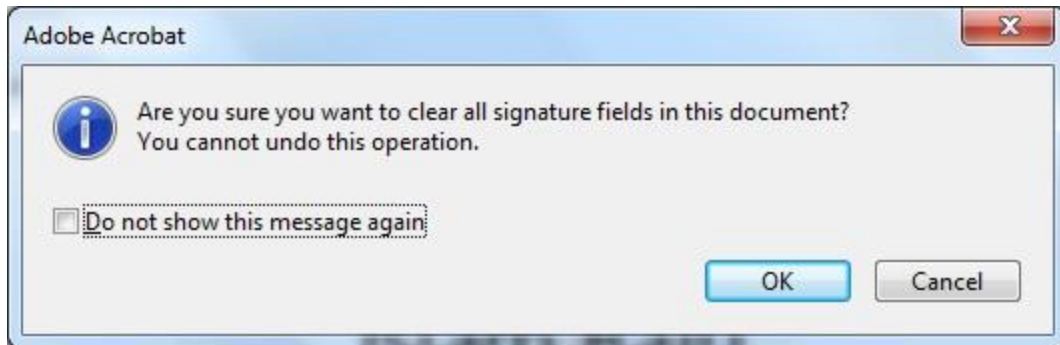 Adobe Acrobat
Are you sure you want to clear all signature fields in this document?
You cannot undo this operation.
Do not show this message again
OK
Cancel